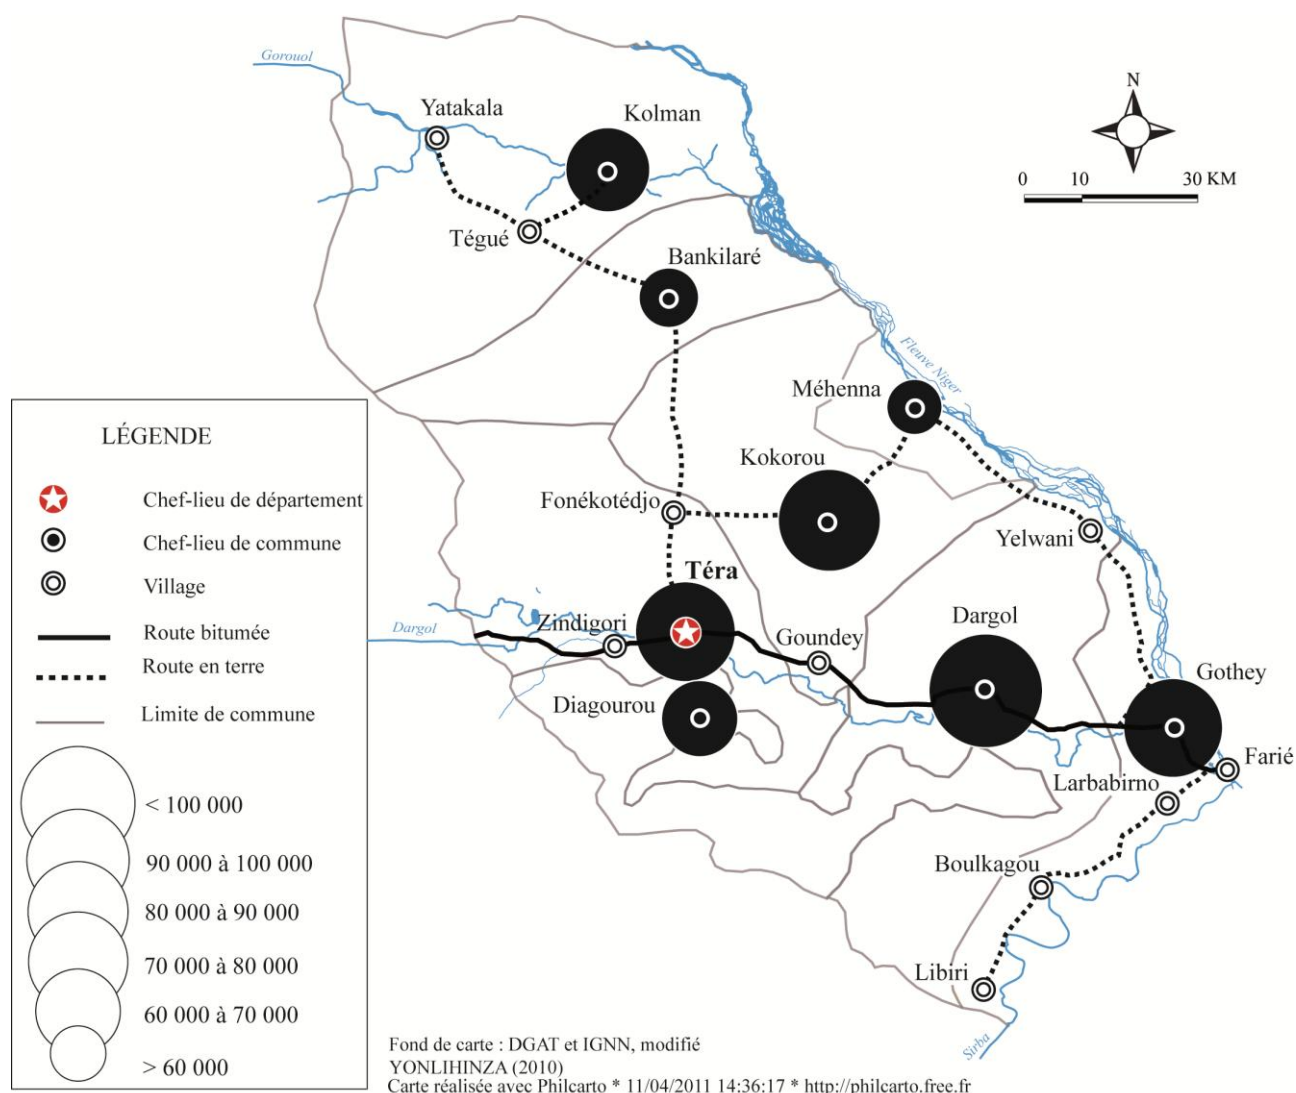 Gorouol
Yatakala
Kolman
N
0 10 30 KM
Tégué
Bankilaré
Fleuve Niger
Méhenna
Kokorou
Fonékotédjo
Yelwani
Téra
Dargol
Zindigori
Goundey
Dargol
Gothey
Diagourou
Farié
Larbabirno
Boulkagou
Libiri
Sirba
LÉGENDE
Chef-lieu de département
Chef-lieu de commune
Village
Route bitumée
Route en terre
Limite de commune
< 100 000
90 000 à 100 000
80 000 à 90 000
70 000 à 80 000
60 000 à 70 000
> 60 000
Fond de carte : DGAT et IGNN, modifié
YONLIHINZA (2010)
Carte réalisée avec Philcarto * 11/04/2011 14:36:17 * http://philcarto.free.fr